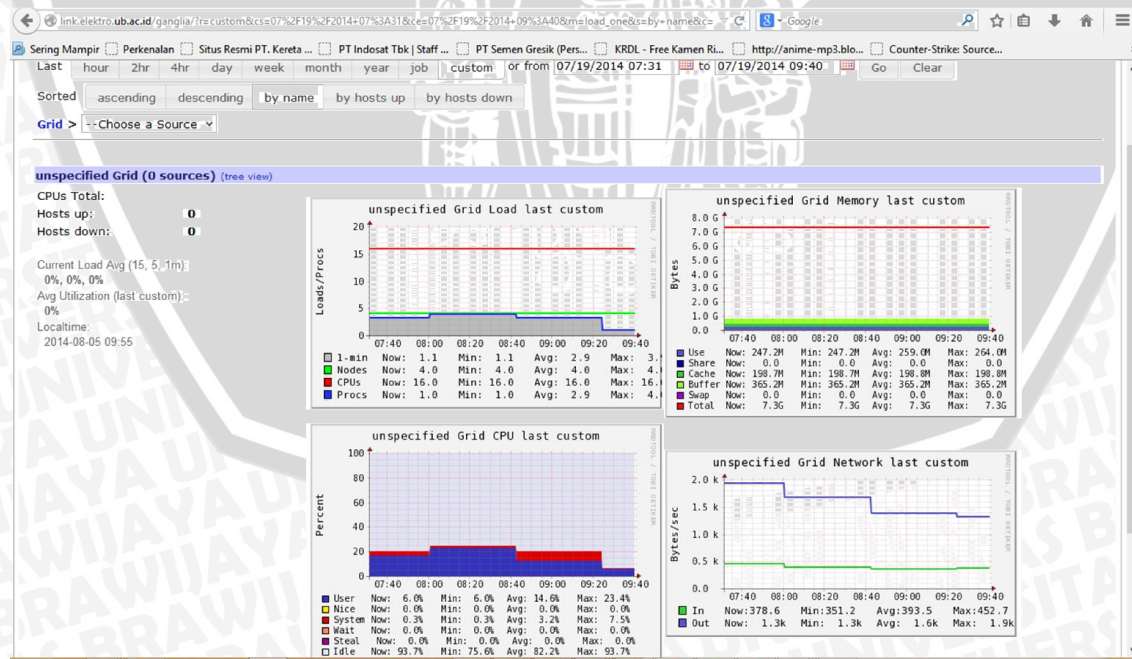 link.elektro.ub.ac.id/ganglia/?r=custom&cs=07%2F19%2F2014+07%3A31&ce=07%2F19%2F2014+09%3A40&m=load_one&s=by+name&c=
Google
Sering Mampir Perkenalan Situs Resmi PT. Kereta ... PT Indosat Tbk | Staff ... PT Semen Gresik (Pers... KRDL - Free Kamen Ri... http://anime-mp3.blo... Counter-Strike: Source...
Last hour 2hr 4hr day week month year job custom or from 07/19/2014 07:31 to 07/19/2014 09:40 Go Clear
Sorted ascending descending by name by hosts up by hosts down
Grid > --Choose a Source
unspecified Grid (0 sources) (tree view)
CPUs Total:
Hosts up: 0
Hosts down: 0
Current Load Avg (15, 5, 1m):
0%, 0%, 0%
Avg Utilization (last custom):
0%
Localtime:
2014-08-05 09:55
unspecified Grid Load last custom
RRDTOOL / TOBI OETIKER
Loads/Procs
20
15
10
5
0
07:40 08:00 08:20 08:40 09:00 09:20 09:40
1-min Now: 1.1 Min: 1.1 Avg: 2.9 Max: 3.
Nodes Now: 4.0 Min: 4.0 Avg: 4.0 Max: 4.
CPUs Now: 16.0 Min: 16.0 Avg: 16.0 Max: 16.
Procs Now: 1.0 Min: 1.0 Avg: 2.9 Max: 4.
unspecified Grid Memory last custom
RRDTOOL / TOBI OETIKER
Bytes
8.0 G
7.0 G
6.0 G
5.0 G
4.0 G
3.0 G
2.0 G
1.0 G
0.0
07:40 08:00 08:20 08:40 09:00 09:20 09:40
Use Now: 247.2M Min: 247.2M Avg: 259.0M Max: 264.0M
Share Now: 0.0 Min: 0.0 Avg: 0.0 Max: 0.0
Cache Now: 198.7M Min: 198.7M Avg: 198.8M Max: 198.8M
Buffer Now: 365.2M Min: 365.2M Avg: 365.2M Max: 365.2M
Swap Now: 0.0 Min: 0.0 Avg: 0.0 Max: 0.0
Total Now: 7.3G Min: 7.3G Avg: 7.3G Max: 7.3G
unspecified Grid CPU last custom
RRDTOOL / TOBI OETIKER
Percent
100
80
60
40
20
0
07:40 08:00 08:20 08:40 09:00 09:20 09:40
User Now: 6.0% Min: 6.0% Avg: 14.6% Max: 23.4%
Nice Now: 0.0% Min: 0.0% Avg: 0.0% Max: 0.0%
System Now: 0.3% Min: 0.3% Avg: 3.2% Max: 7.5%
Wait Now: 0.0% Min: 0.0% Avg: 0.0% Max: 0.0%
Steal Now: 0.0% Min: 0.0% Avg: 0.0% Max: 0.0%
Idle Now: 93.7% Min: 75.6% Avg: 82.2% Max: 93.7%
unspecified Grid Network last custom
RRDTOOL / TOBI OETIKER
Bytes/sec
2.0 k
1.5 k
1.0 k
0.5 k
0.0
07:40 08:00 08:20 08:40 09:00 09:20 09:40
In Now:378.6 Min:351.2 Avg:393.5 Max:452.7
Out Now: 1.3k Min: 1.3k Avg: 1.6k Max: 1.9k